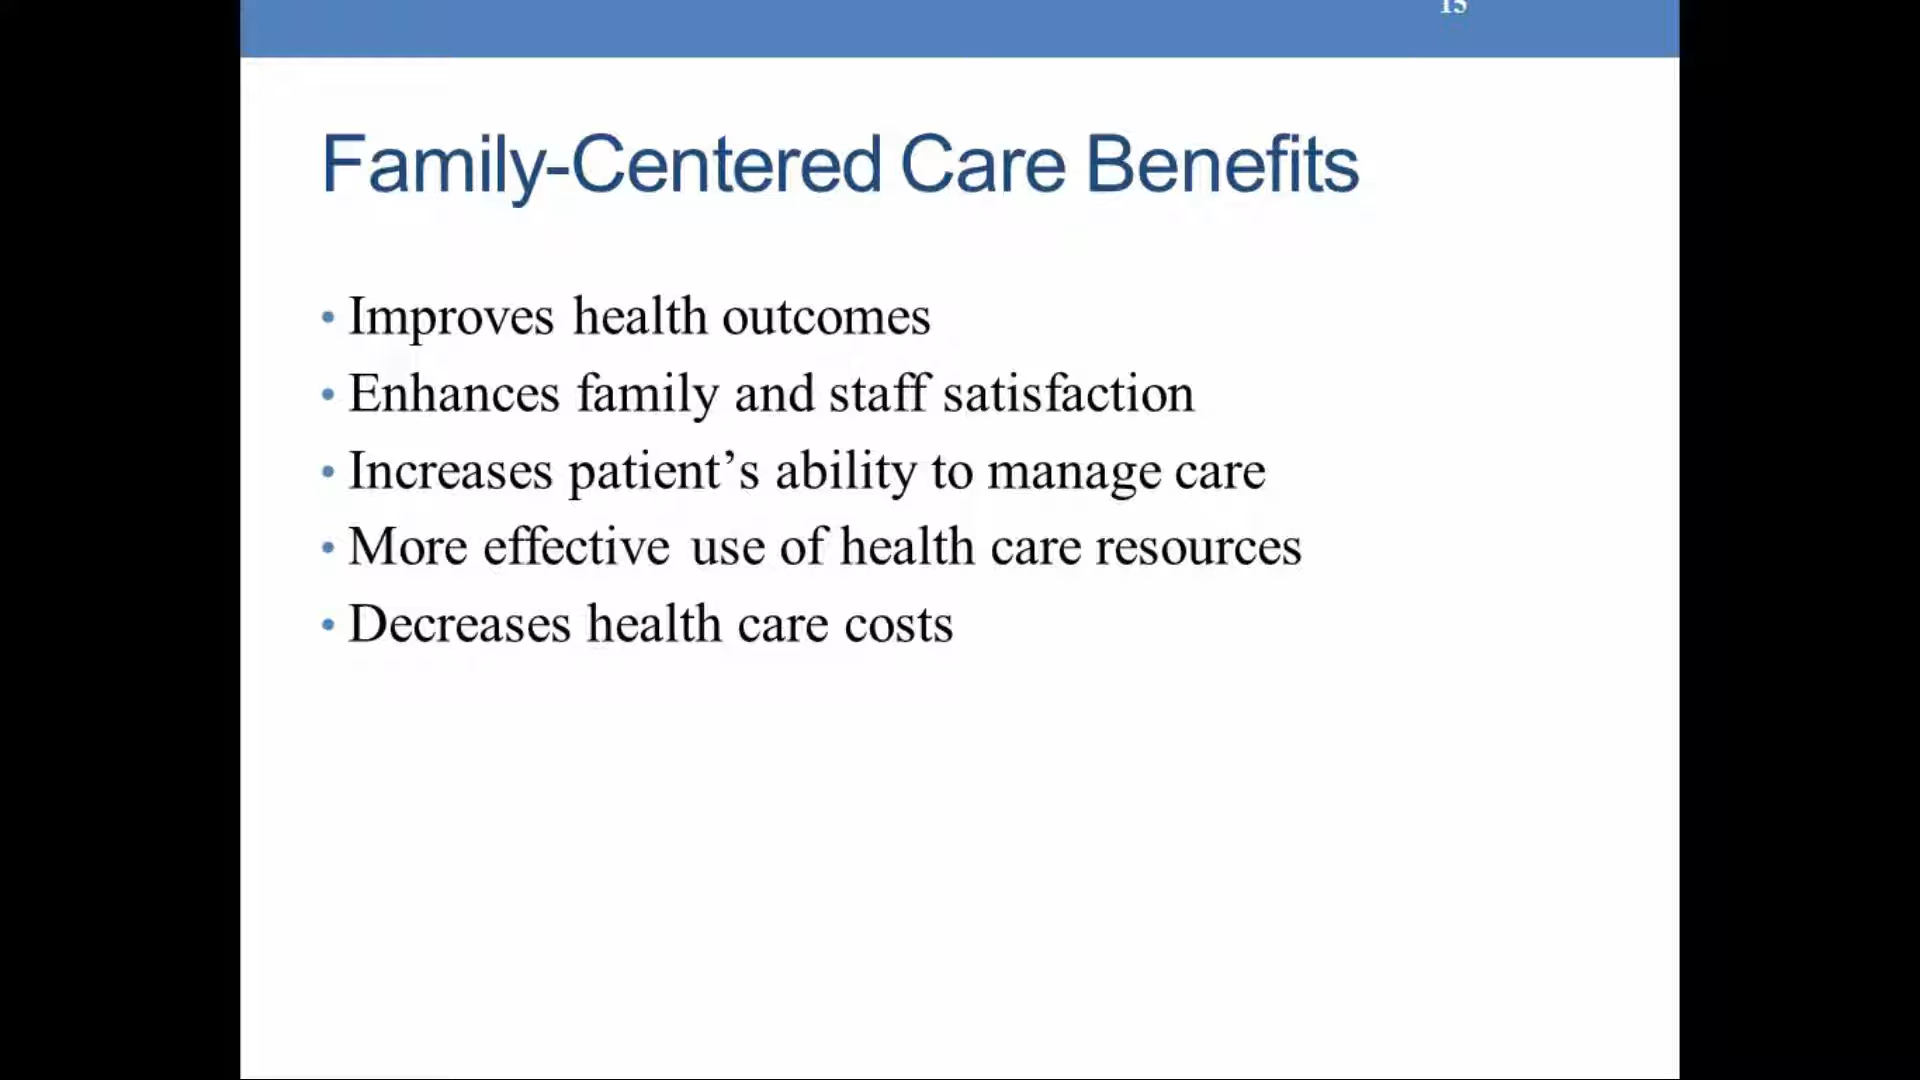 15
Family-Centered Care Benefits
• Improves health outcomes
• Enhances family and staff satisfaction
• Increases patient’s ability to manage care
• More effective use of health care resources
• Decreases health care costs